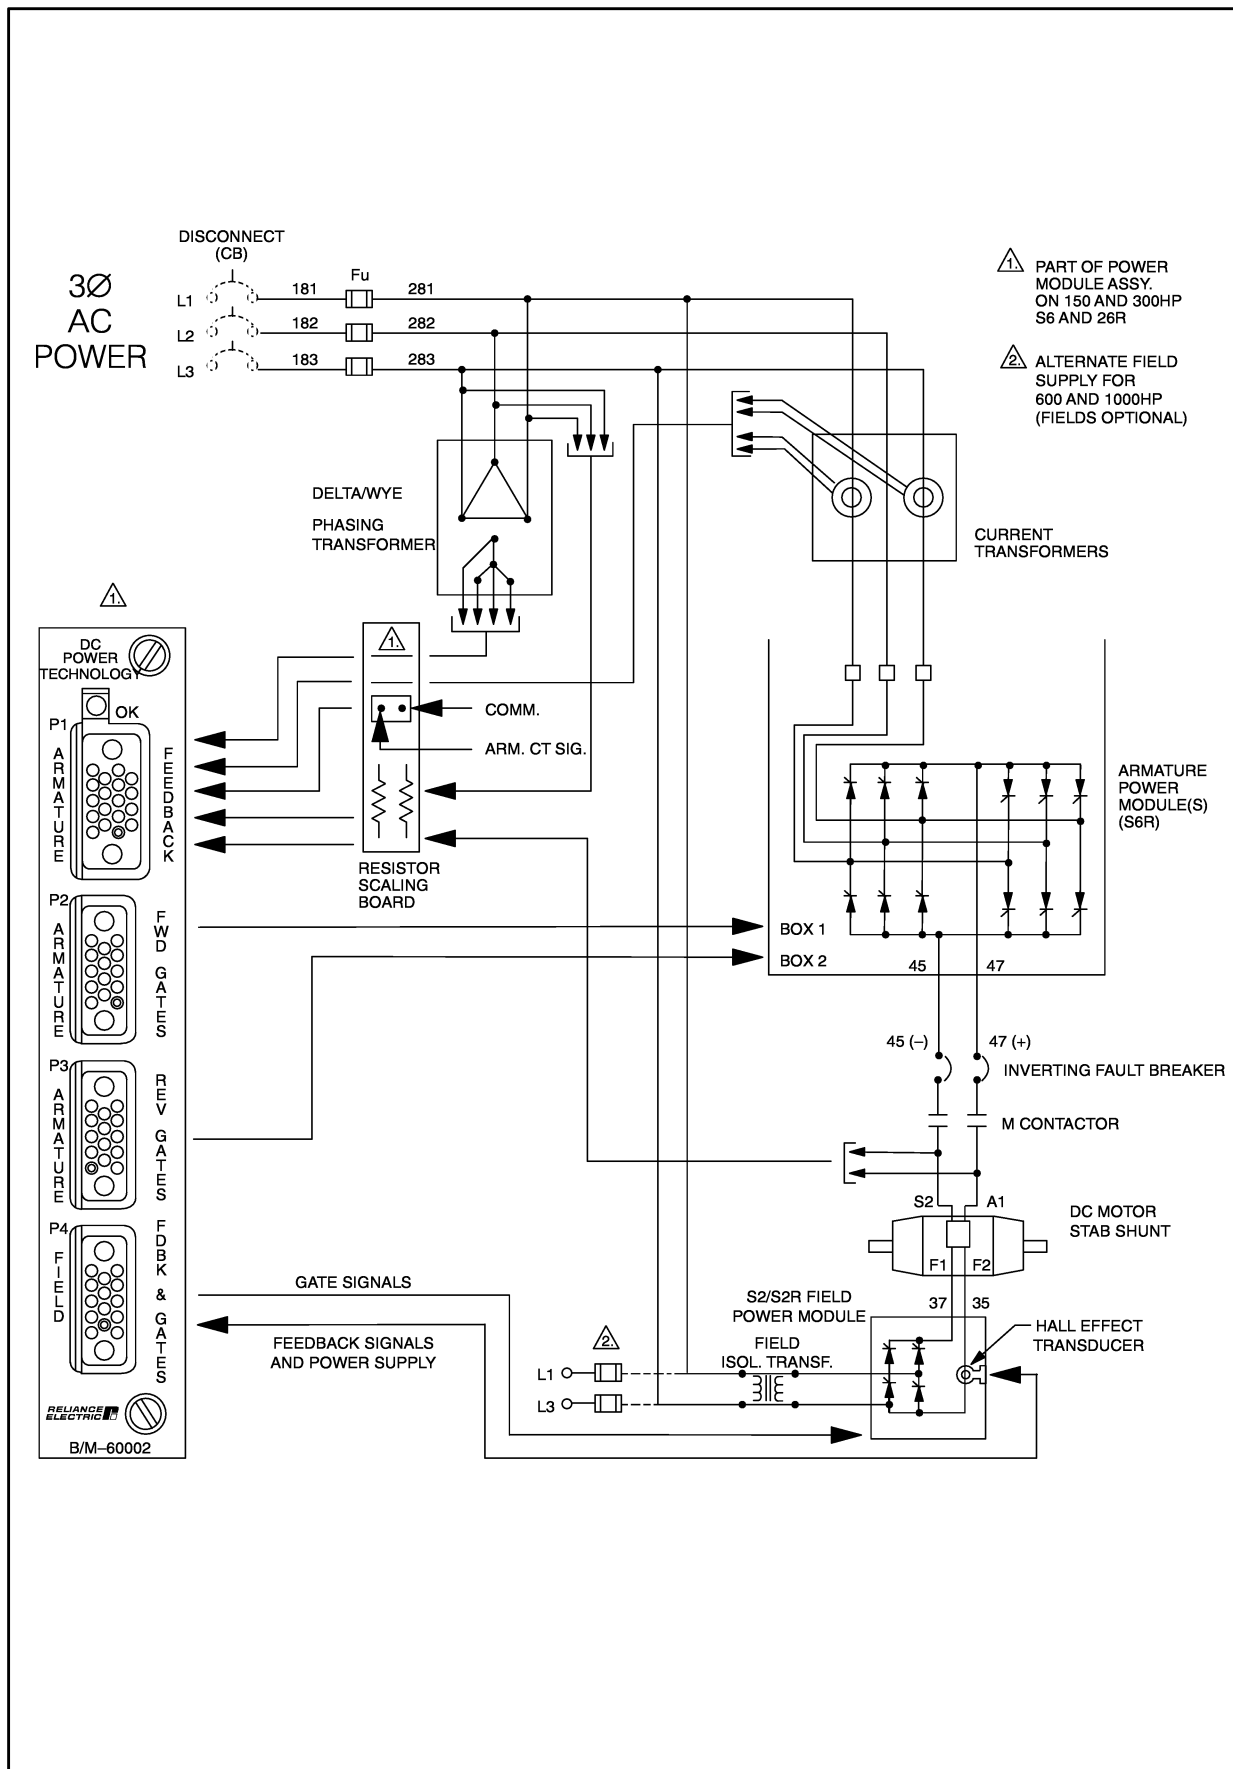 DISCONNECT
(CB)
3Ø
AC
POWER
L1
181
Fu
281
L2
182
282
L3
183
283
1.
PART OF POWER
MODULE ASSY.
ON 150 AND 300HP
S6 AND 26R
2.
ALTERNATE FIELD
SUPPLY FOR
600 AND 1000HP
(FIELDS OPTIONAL)
DELTA/WYE
PHASING
TRANSFORMER
CURRENT
TRANSFORMERS
1.
DC
POWER
TECHNOLOGY
OK
P1
ARMATURE
FEEDBACK
1.
COMM.
ARM. CT SIG.
RESISTOR
SCALING
BOARD
ARMATURE
POWER
MODULE(S)
(S6R)
P2
ARMATURE
FWD GATES
BOX 1
BOX 2
45
47
P3
ARMATURE
REV GATES
45 (–)
47 (+)
INVERTING FAULT BREAKER
M CONTACTOR
S2
A1
DC MOTOR
STAB SHUNT
F1
F2
P4
FIELD
FDBK & GATES
GATE SIGNALS
FEEDBACK SIGNALS
AND POWER SUPPLY
S2/S2R FIELD
POWER MODULE
37
35
2.
FIELD
ISOL. TRANSF.
HALL EFFECT
TRANSDUCER
L1
L3
RELIANCE
ELECTRIC
B/M–60002